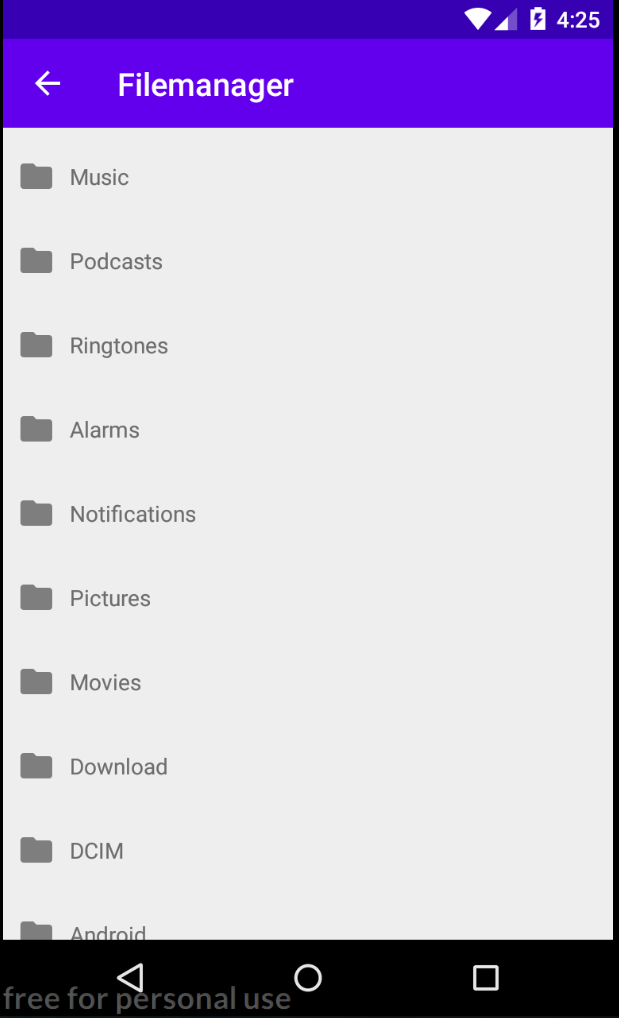 4:25
Filemanager
Music
Podcasts
Ringtones
Alarms
Notifications
Pictures
Movies
Download
DCIM
Android
free for personal use